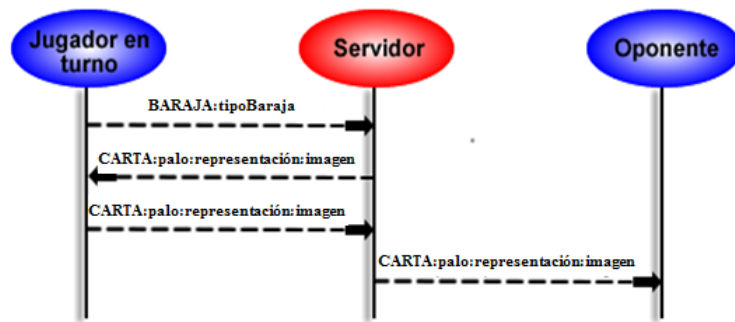 Jugador en
turno
Servidor
Oponente
BARAJA:tipoBaraja
CARTA:palo:representación:imagen
CARTA:palo:representación:imagen
CARTA:palo:representación:imagen